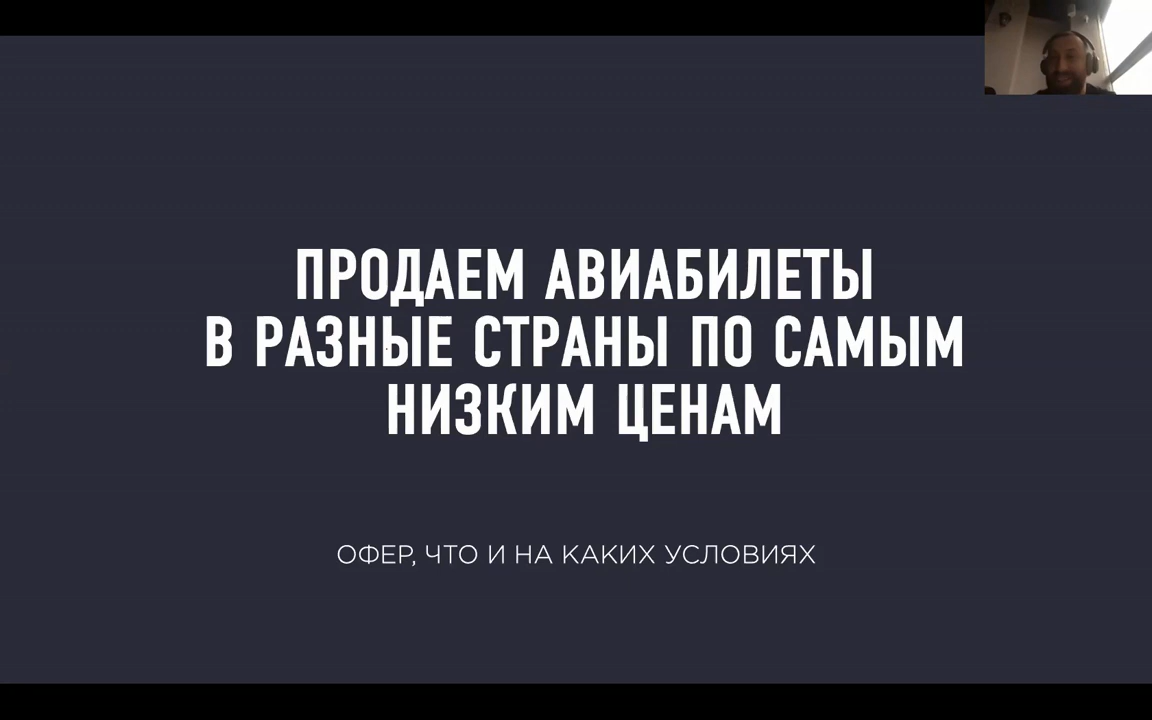 ПРОДАЕМ АВИАБИЛЕТЫ
В РАЗНЫЕ СТРАНЫ ПО САМЫМ
НИЗКИМ ЦЕНАМ
ОФЕР, ЧТО И НА КАКИХ УСЛОВИЯХ